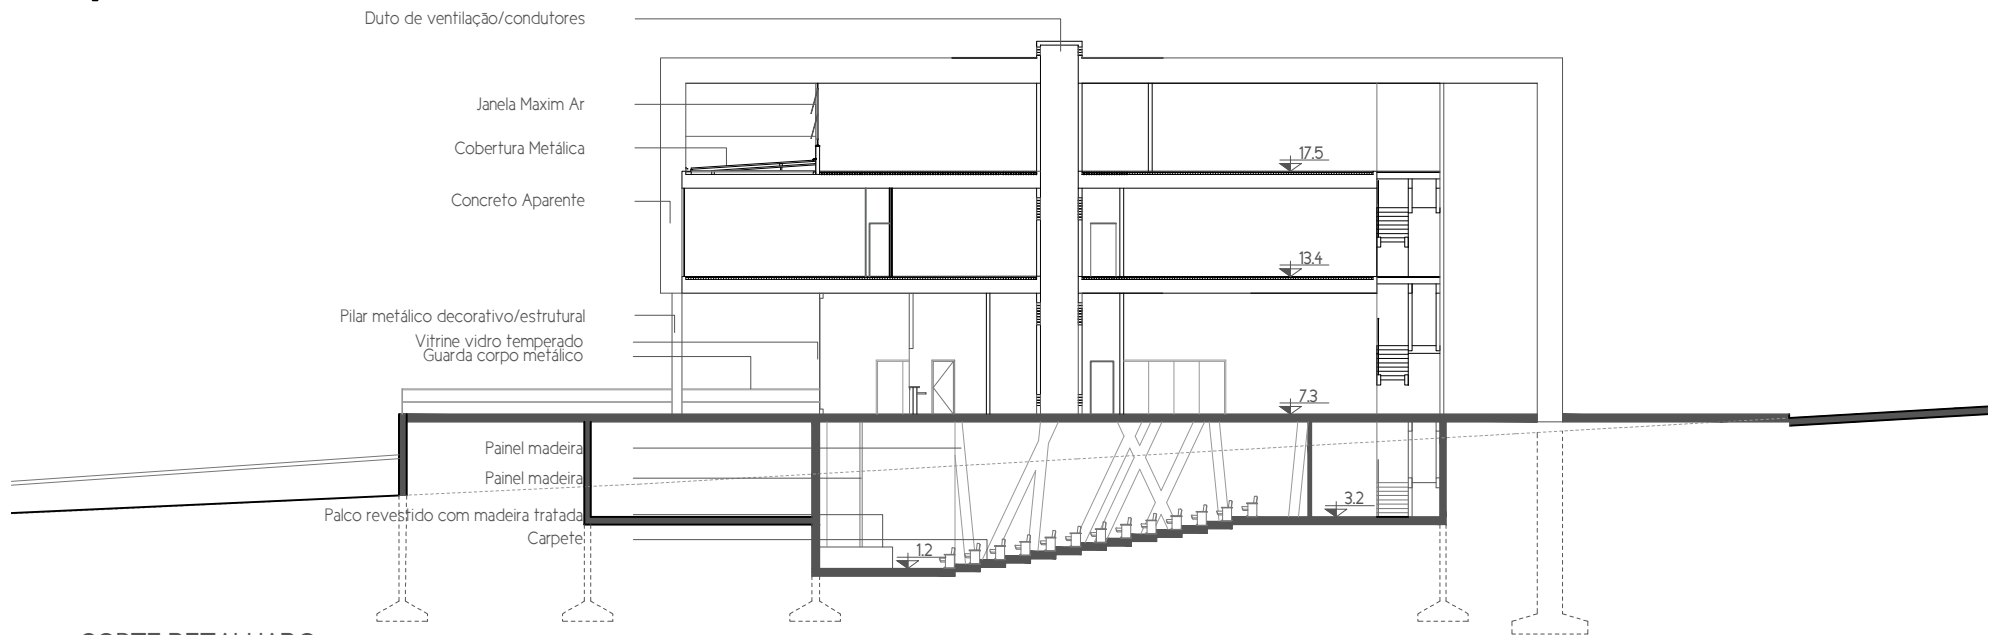 Duto de ventilação/condutores
Janela Maxim Ar
Cobertura Metálica
17.5
Concreto Aparente
13.4
Pilar metálico decorativo/estrutural
Vitrine vidro temperado
Guarda corpo metálico
7.3
Painel madeira
Painel madeira
3.2
Palco revestido com madeira tratada
Carpete
1.2
CORTE DETALHADO